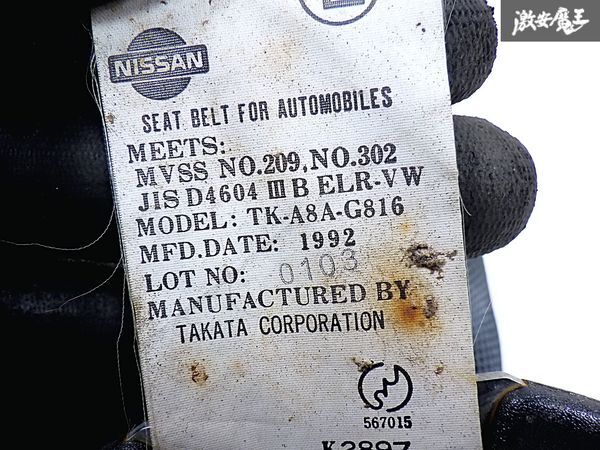 激安魔王
NISSAN
SEAT BELT FOR AUTOMOBILES
MEETS:
MVSS NO.209, NO.302
JIS D4604 Ⅲ B ELR-VW
MODEL: TK-A8A-G816
MFD.DATE: 1992
LOT NO: 0103
MANUFACTURED BY
TAKATA CORPORATION
567015
K2897